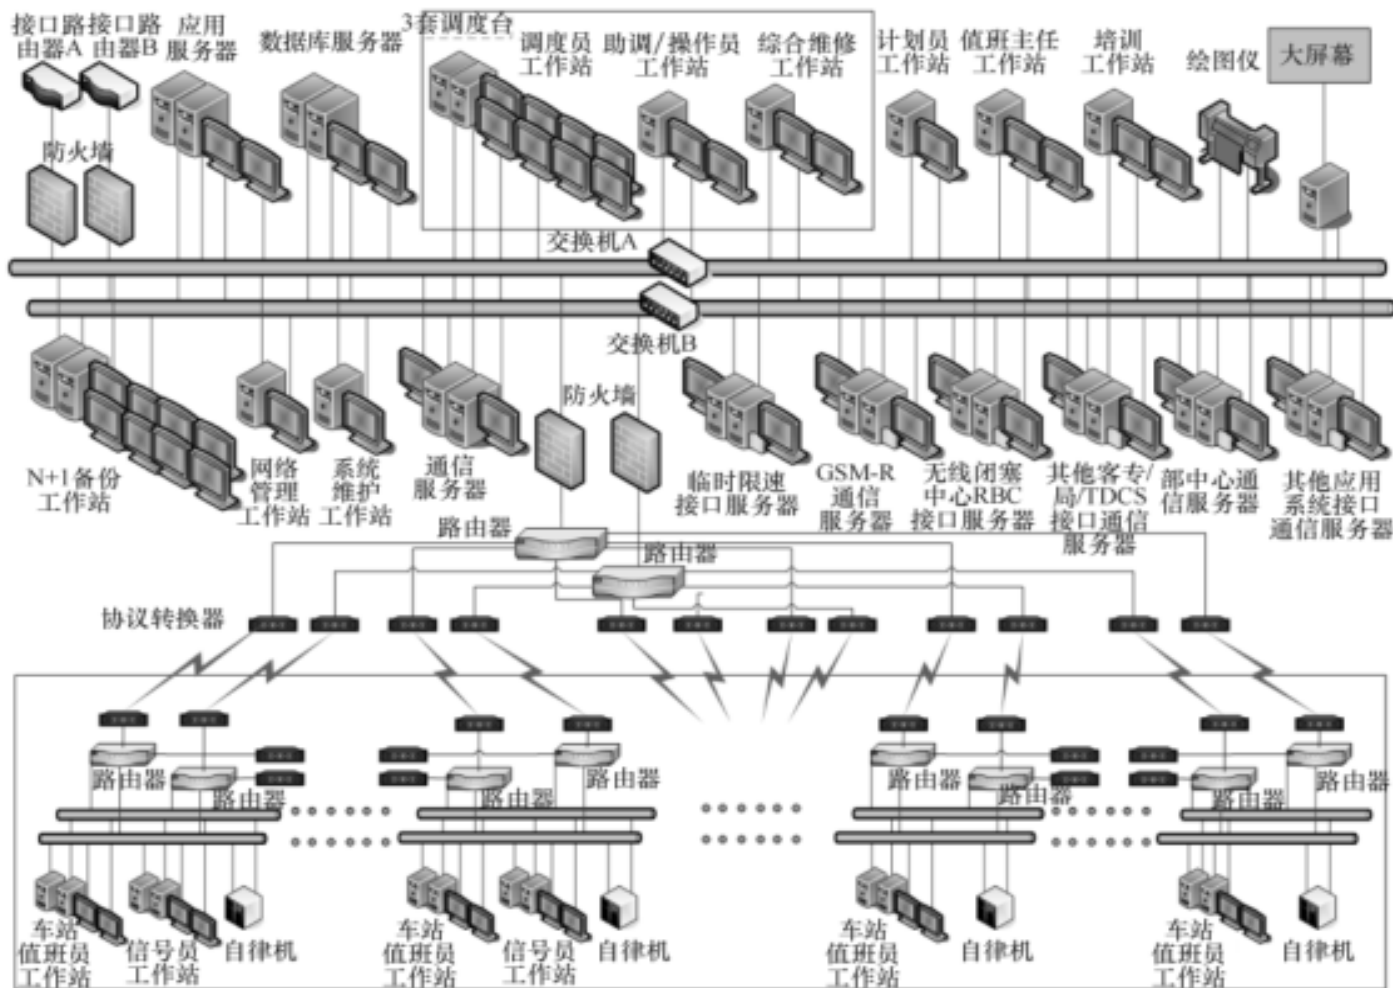 接口路
由器A
接口路
由器B
应用
服务器
数据库服务器
3套调度台
调度员
工作站
助调/操作员
工作站
综合维修
工作站
计划员
工作站
值班主任
工作站
培训
工作站
绘图仪
大屏幕
防火墙
交换机A
交换机B
N+1备份
工作站
网络
管理
工作站
系统
维护
工作站
通信
服务器
防火墙
临时限速
接口服务器
GSM-R
通信
服务器
无线闭塞
中心RBC
接口服务器
其他客专/
局/TDCS
接口通信
服务器
部中心通
信服务器
其他应用
系统接口
通信服务器
路由器
路由器
协议转换器
路由器
路由器
路由器
路由器
路由器
路由器
路由器
路由器
车站
值班员
工作站
信号员
工作站
自律机
车站
值班员
工作站
信号员
工作站
自律机
车站
值班员
工作站
自律机
车站
值班员
工作站
自律机